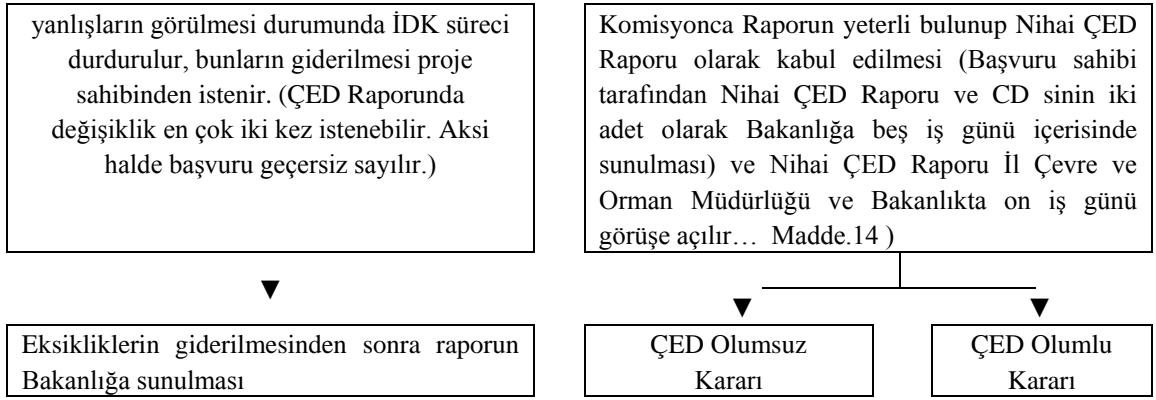 yanlışların görülmesi durumunda İDK süreci
durdurulur, bunların giderilmesi proje
sahibinden istenir. (ÇED Raporunda
değişiklik en çok iki kez istenebilir. Aksi
halde başvuru geçersiz sayılır.)
Komisyonca Raporun yeterli bulunup Nihai ÇED
Raporu olarak kabul edilmesi (Başvuru sahibi
tarafından Nihai ÇED Raporu ve CD sinin iki
adet olarak Bakanlığa beş iş günü içerisinde
sunulması) ve Nihai ÇED Raporu İl Çevre ve
Orman Müdürlüğü ve Bakanlıkta on iş günü
görüşe açılır… Madde.14 )
Eksikliklerin giderilmesinden sonra raporun
Bakanlığa sunulması
ÇED Olumsuz
Kararı
ÇED Olumlu
Kararı